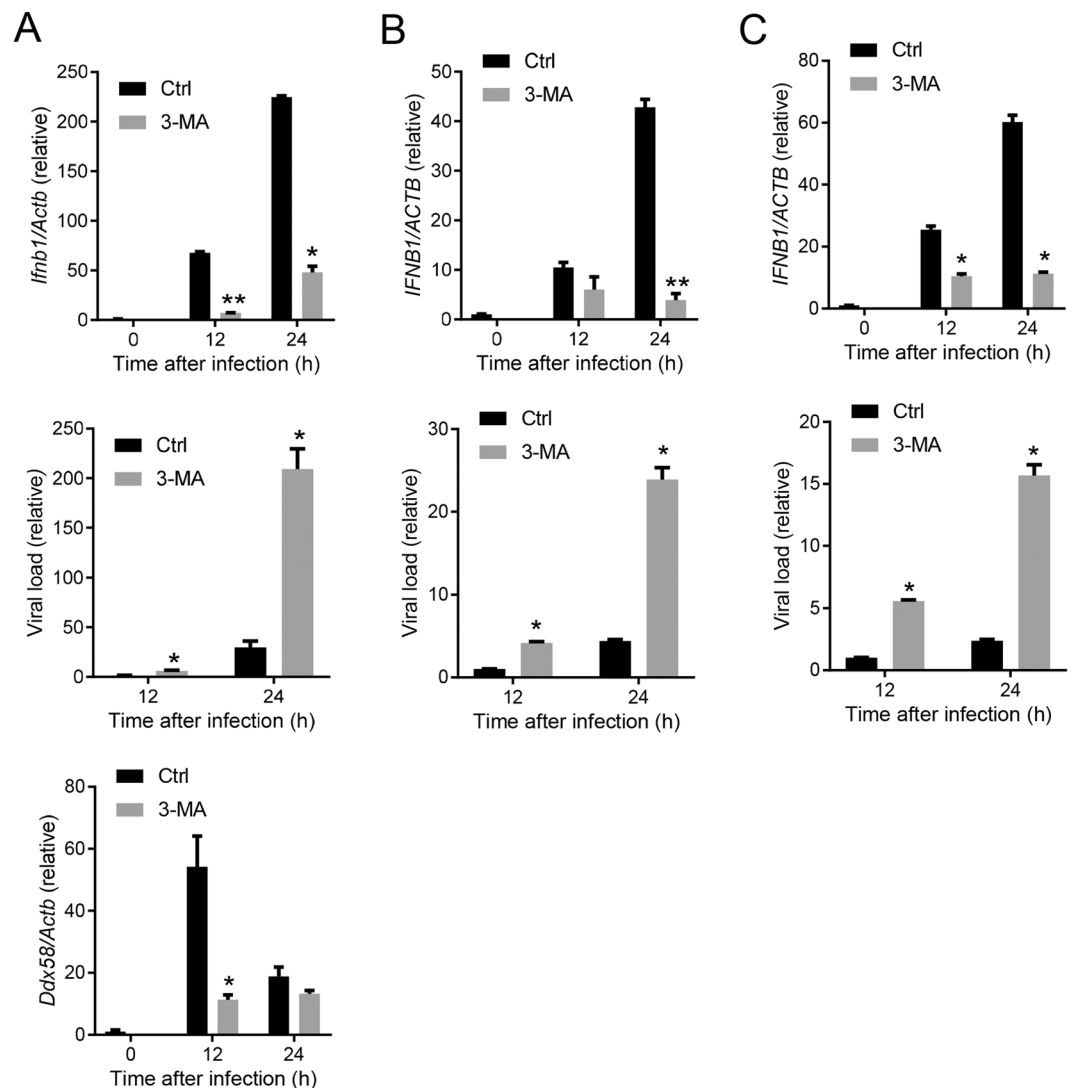 A
Ctrl
3-MA
Ifnb1/Actb (relative)
250
200
150
100
50
0
**
*
0 12 24
Time after infection (h)
Ctrl
3-MA
Viral load (relative)
250
200
150
100
50
0
*
*
12 24
Time after infection (h)
Ctrl
3-MA
Ddx58/Actb (relative)
80
60
40
20
0
*
0 12 24
Time after infection (h)
B
Ctrl
3-MA
IFNB1/ACTB (relative)
50
40
30
20
10
0
**
0 12 24
Time after infection (h)
Ctrl
3-MA
Viral load (relative)
30
20
10
0
*
*
12 24
Time after infection (h)
C
Ctrl
3-MA
IFNB1/ACTB (relative)
80
60
40
20
0
*
*
0 12 24
Time after infection (h)
Ctrl
3-MA
Viral load (relative)
20
15
10
5
0
*
*
12 24
Time after infection (h)